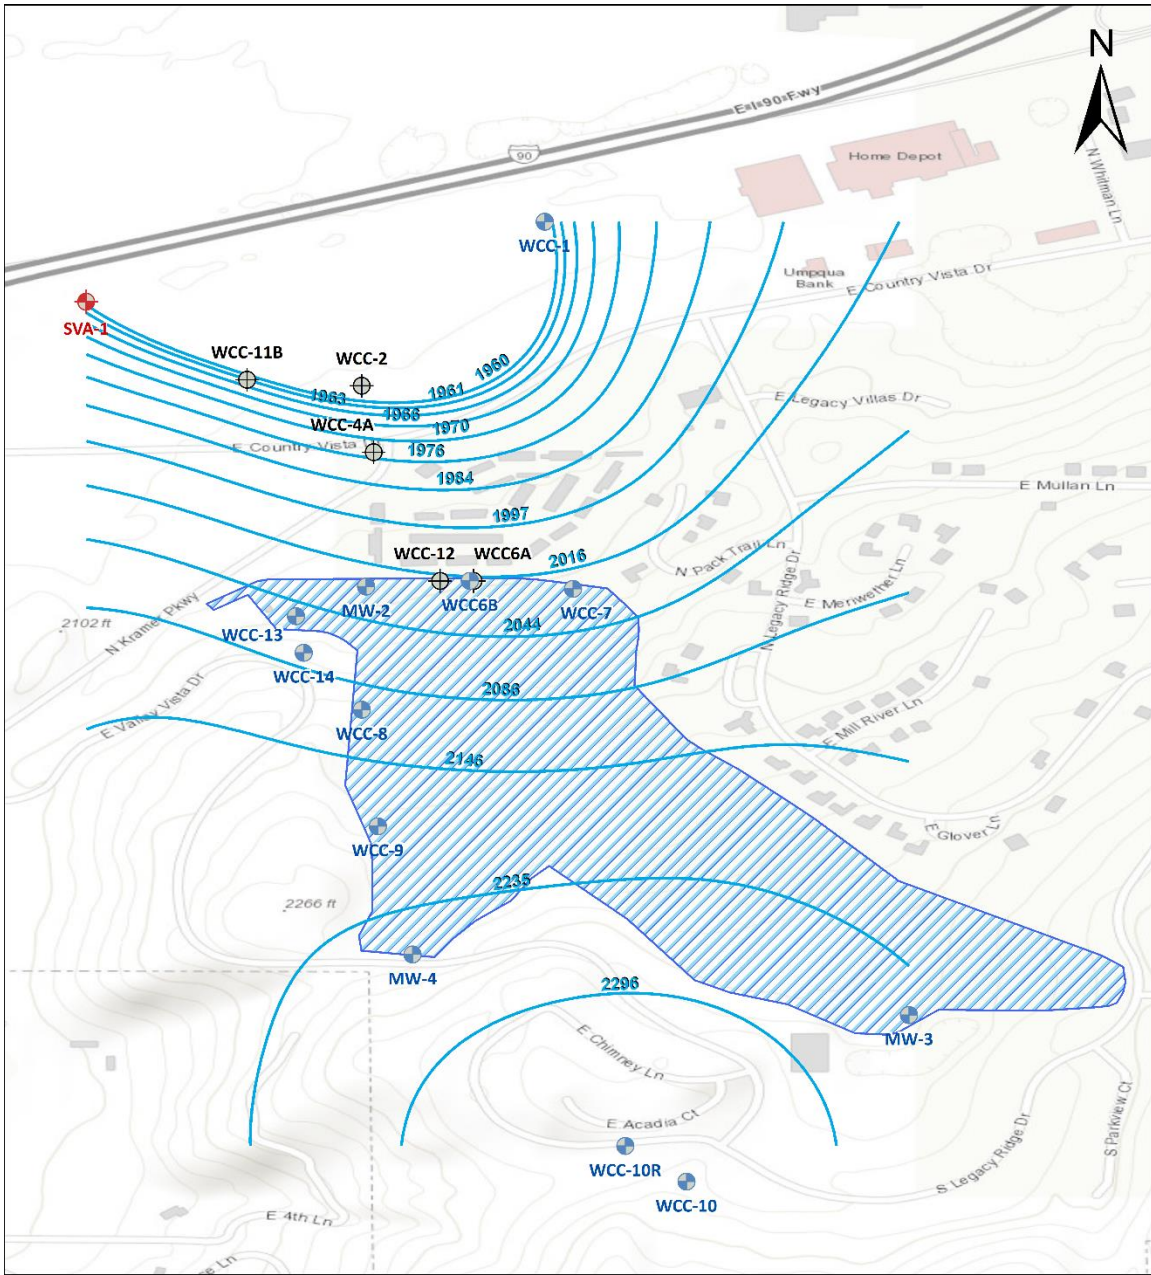 N
E-I-90-Fwy
90
Home Depot
N Whitman Ln
WCC-1
Umpqua
Bank
E Country Vista Dr
SVA-1
WCC-11B
WCC-2
1960
1961
1963
1966
E Legacy Villas Dr
WCC-4A
1970
E Country Vista
1976
1984
E Mullan Ln
1997
WCC-12
WCC6A
2016
N Pack Trail Ln
N Legacy Ridge Dr
E Meriwether Ln
MW-2
WCC6B
WCC-7
N Kramer Pkwy
2102 ft
WCC-13
2044
WCC-14
2086
E Valley Vista Dr
WCC-8
E Mill River Ln
2146
WCC-9
E Glover Ln
2235
2266 ft
MW-4
2296
MW-3
E Chimney Ln
E Acadia Ct
WCC-10R
WCC-10
S Legacy Ridge Dr
S Parkview Ct
E 4th Ln
ge Ln